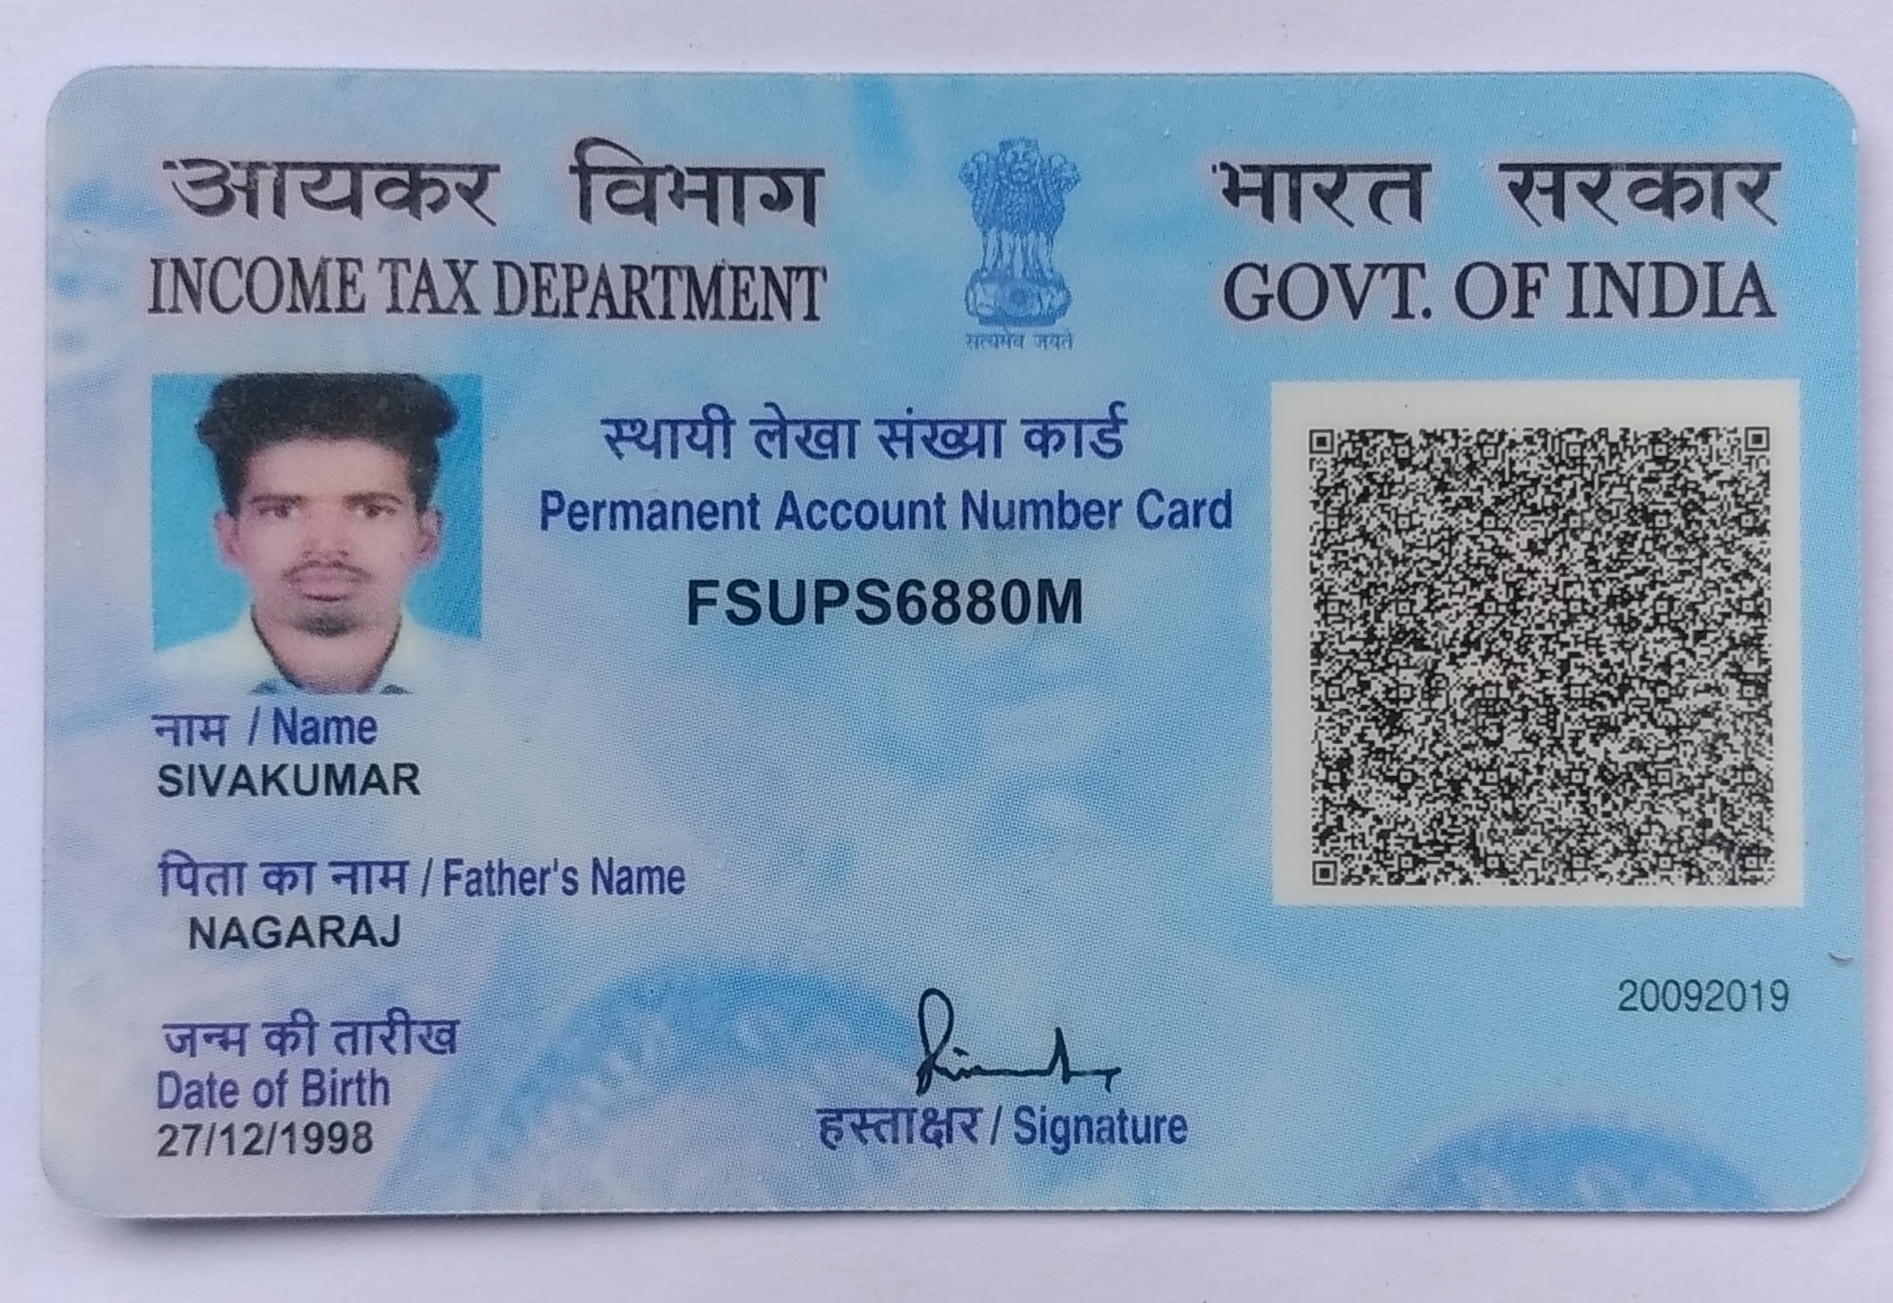 आयकर विभाग
INCOME TAX DEPARTMENT
सत्यमेव जयते
भारत सरकार
GOVT. OF INDIA
स्थायी लेखा संख्या कार्ड
Permanent Account Number Card
FSUPS6880M
नाम / Name
SIVAKUMAR
पिता का नाम / Father's Name
NAGARAJ
जन्म की तारीख
Date of Birth
27/12/1998
हस्ताक्षर / Signature
20092019